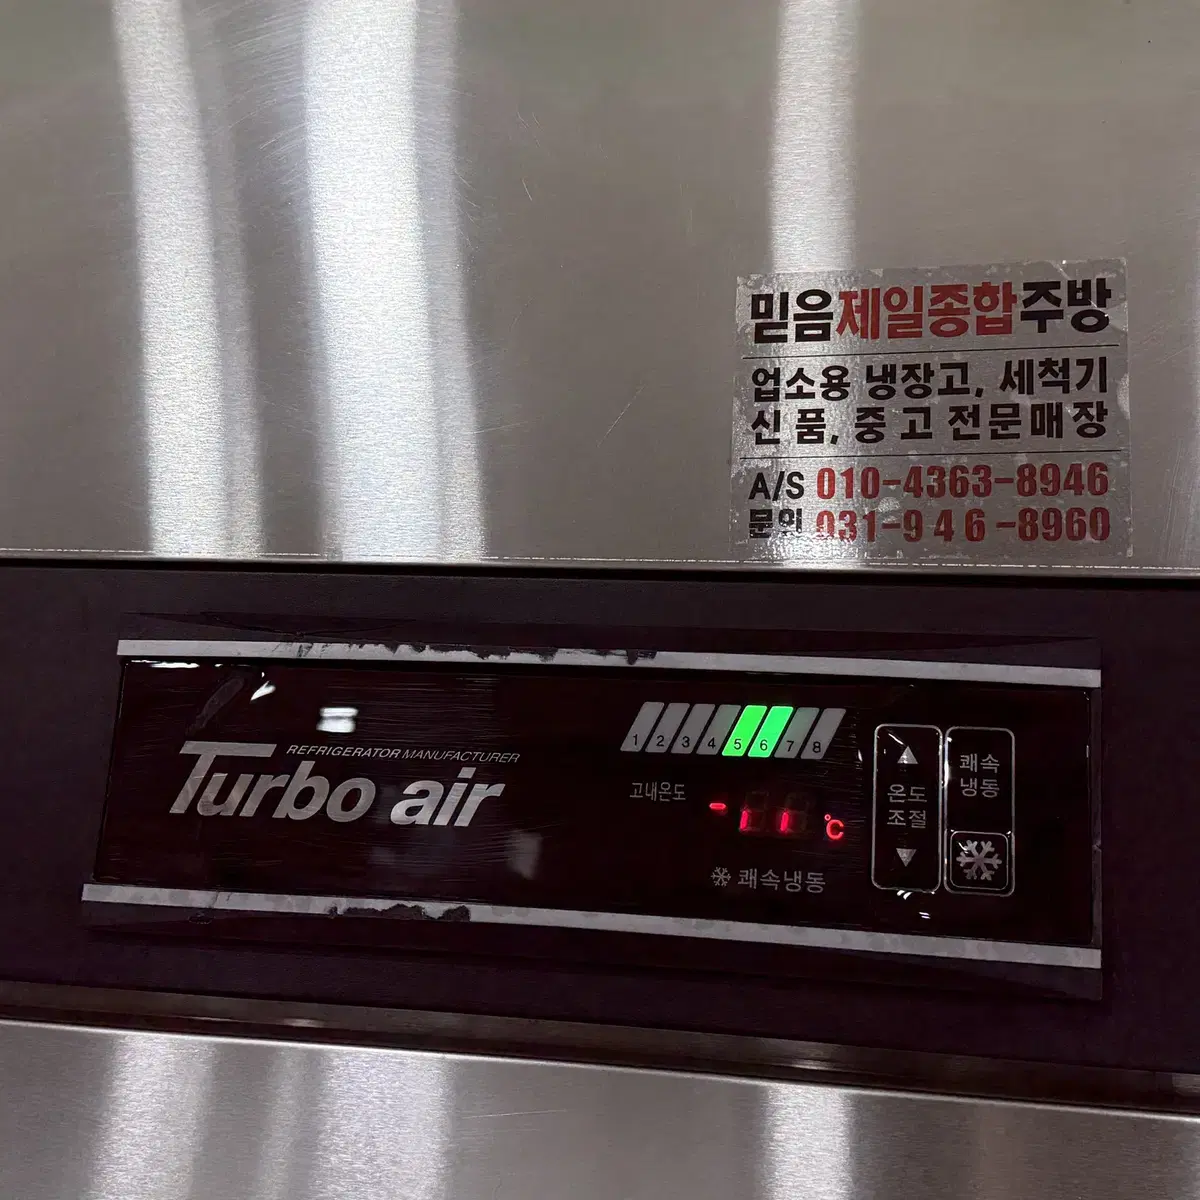 믿음제일종합주방
업소용 냉장고, 세척기
신품, 중고 전문매장
A/S 010-4363-8946
문의 031-946-8960
REFRIGERATOR MANUFACTURER
Turbo air
1 2 3 4 5 6 7 8
고내온도
-11 ℃
❄ 쾌속냉동
▲
온도
조절
▼
쾌속
냉동